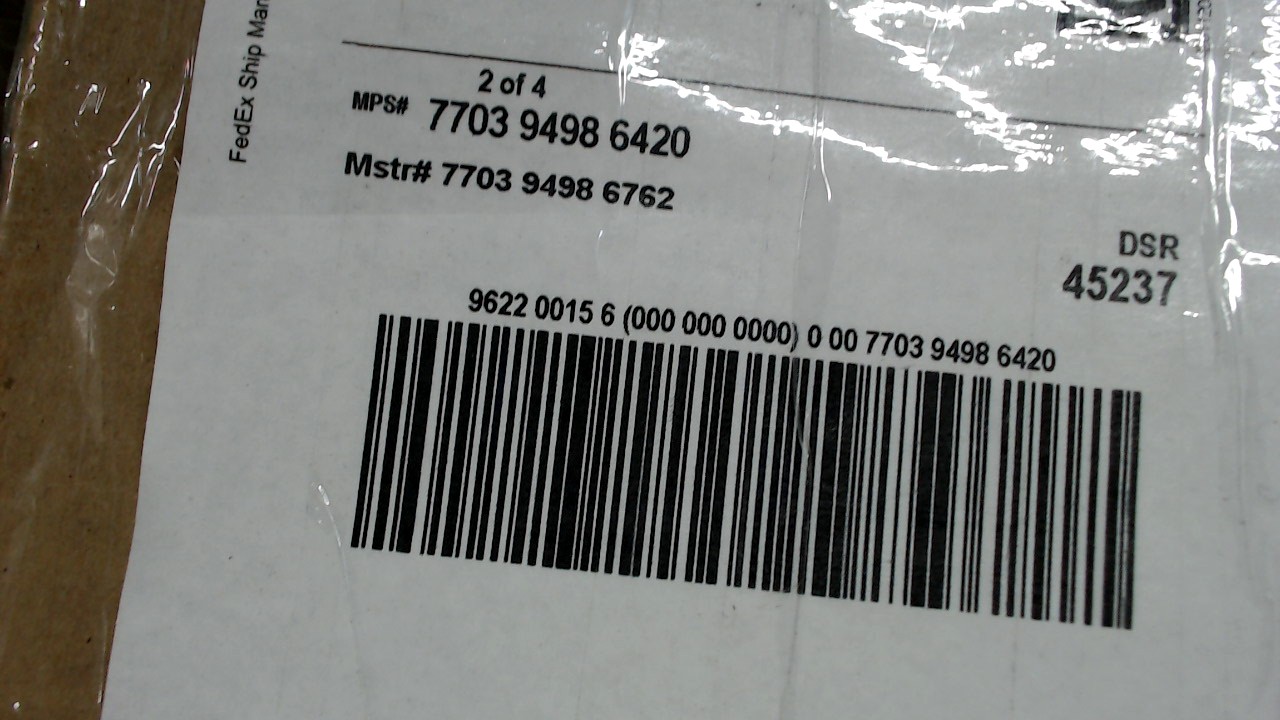 FedEx Ship Man
2 of 4
MPS# 7703 9498 6420
Mstr# 7703 9498 6762
DSR
45237
9622 0015 6 (000 000 0000) 0 00 7703 9498 6420